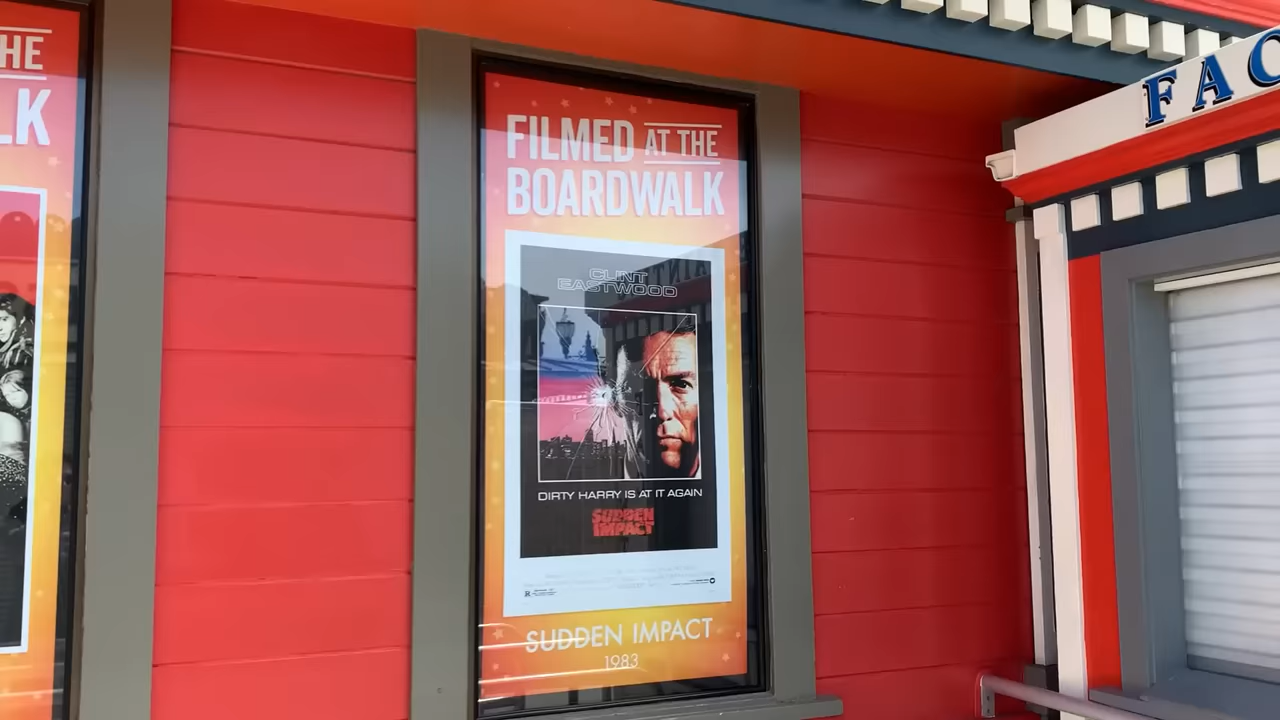 HE
LK
FILMED AT THE
BOARDWALK
CLINT
EASTWOOD
DIRTY HARRY IS AT IT AGAIN
SUDDEN
IMPACT
R
SUDDEN IMPACT
1983
FAC